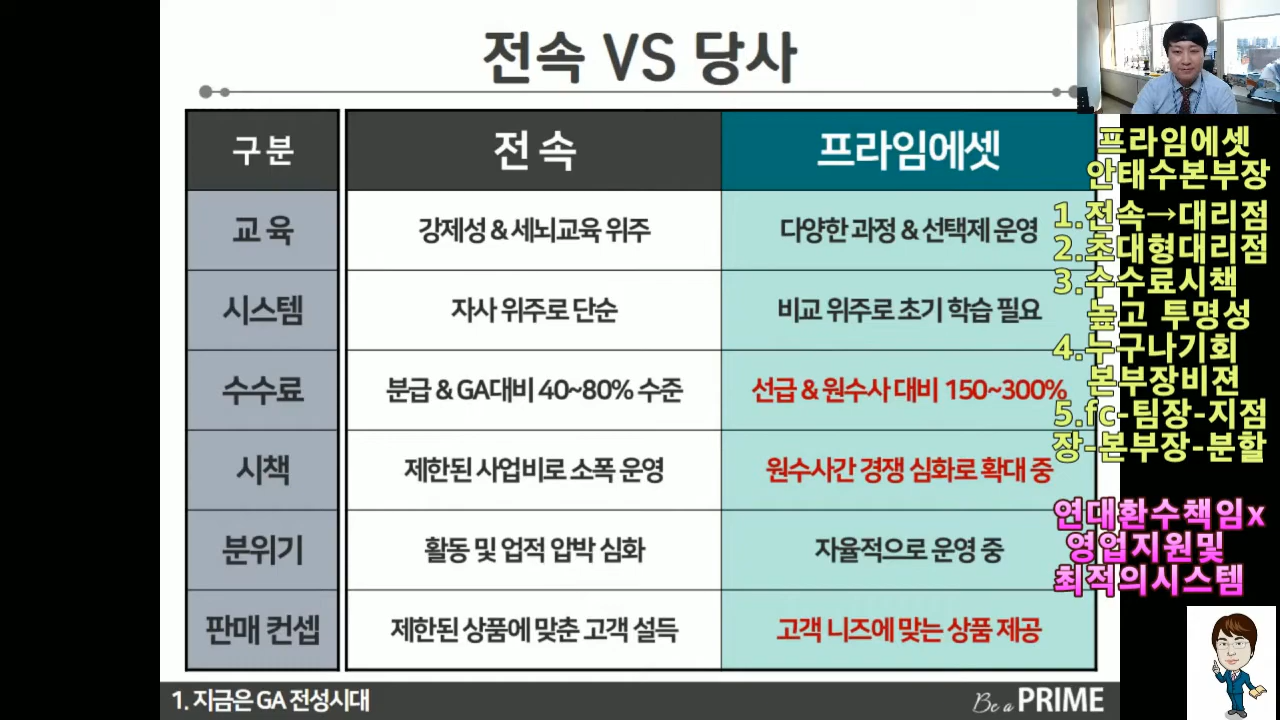 전속 VS 당사
구분 전속 프라임에셋
교육 강제성 & 세뇌교육 위주 다양한 과정 & 선택제 운영
시스템 자사 위주로 단순 비교 위주로 초기 학습 필요
수수료 분급 & GA대비 40~80% 수준 선급 & 원수사 대비 150~300%
시책 제한된 사업비로 소폭 운영 원수사간 경쟁 심화로 확대 중
분위기 활동 및 업적 압박 심화 자율적으로 운영 중
판매 컨셉 제한된 상품에 맞춘 고객 설득 고객 니즈에 맞는 상품 제공
1. 지금은 GA 전성시대
Be a PRIME
프라임에셋
안태수본부장
1.전속→대리점
2.초대형대리점
3.수수료시책
높고 투명성
4.누구나기회
본부장비젼
5.fc-팀장-지점
장-본부장-분할
연대환수책임x
영업지원및
최적의시스템